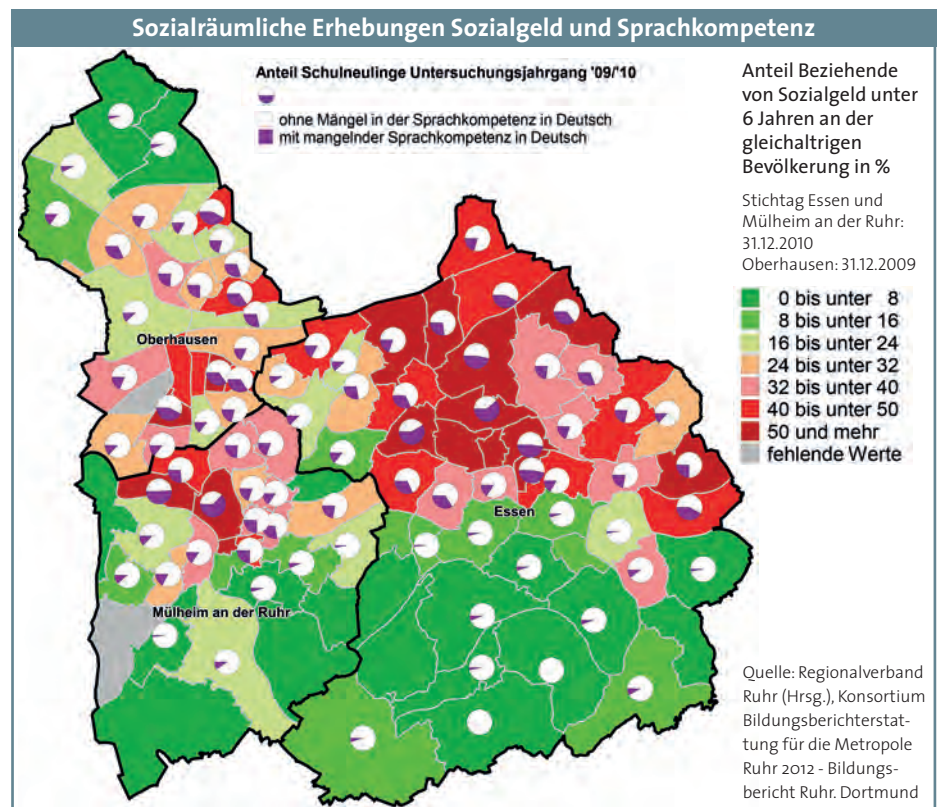 Sozialräumliche Erhebungen Sozialgeld und Sprachkompetenz
Anteil Schulneulinge Untersuchungsjahrgang '09/'10
ohne Mängel in der Sprachkompetenz in Deutsch
mit mangelnder Sprachkompetenz in Deutsch
Anteil Beziehende
von Sozialgeld unter
6 Jahren an der
gleichaltrigen
Bevölkerung in %
Stichtag Essen und
Mülheim an der Ruhr:
31.12.2010
Oberhausen: 31.12.2009
0 bis unter 8
8 bis unter 16
16 bis unter 24
24 bis unter 32
32 bis unter 40
40 bis unter 50
50 und mehr
fehlende Werte
Oberhausen
Essen
Mülheim an der Ruhr
Quelle: Regionalverband
Ruhr (Hrsg.), Konsortium
Bildungsberichterstat-
tung für die Metropole
Ruhr 2012 - Bildungs-
bericht Ruhr. Dortmund